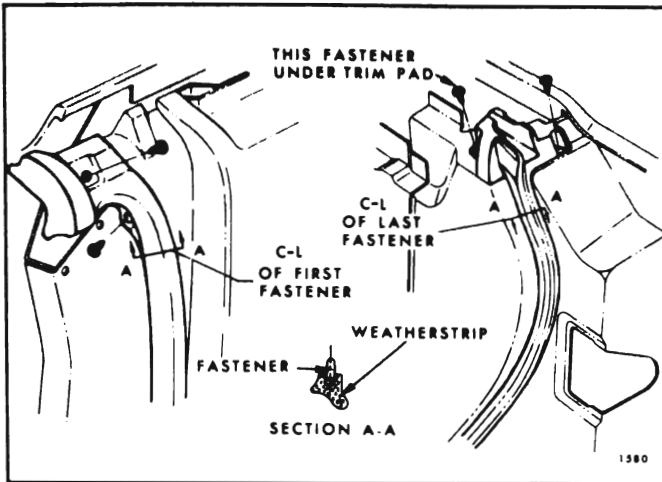 THIS FASTENER
UNDER TRIM PAD
A
A
C-L
OF FIRST
FASTENER
A
A
C-L
OF LAST
FASTENER
FASTENER
WEATHERSTRIP
SECTION A-A
1580